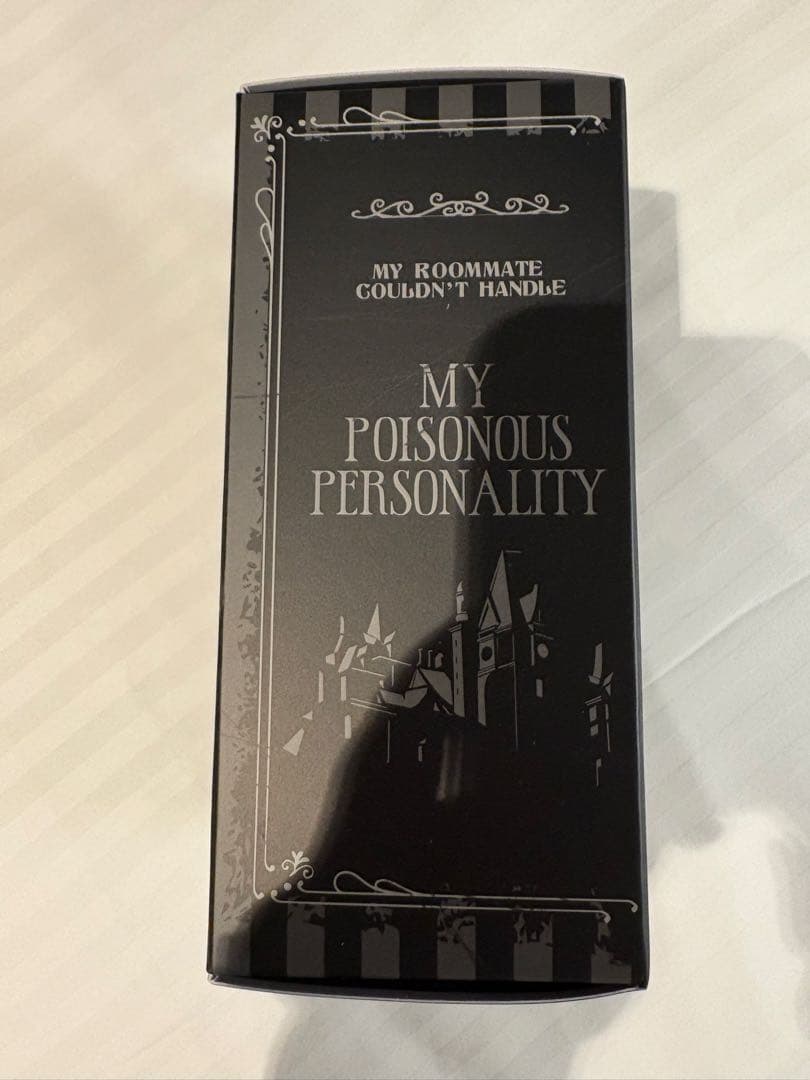 MY ROOMMATE
COULDN'T HANDLE
MY
POISONOUS
PERSONALITY